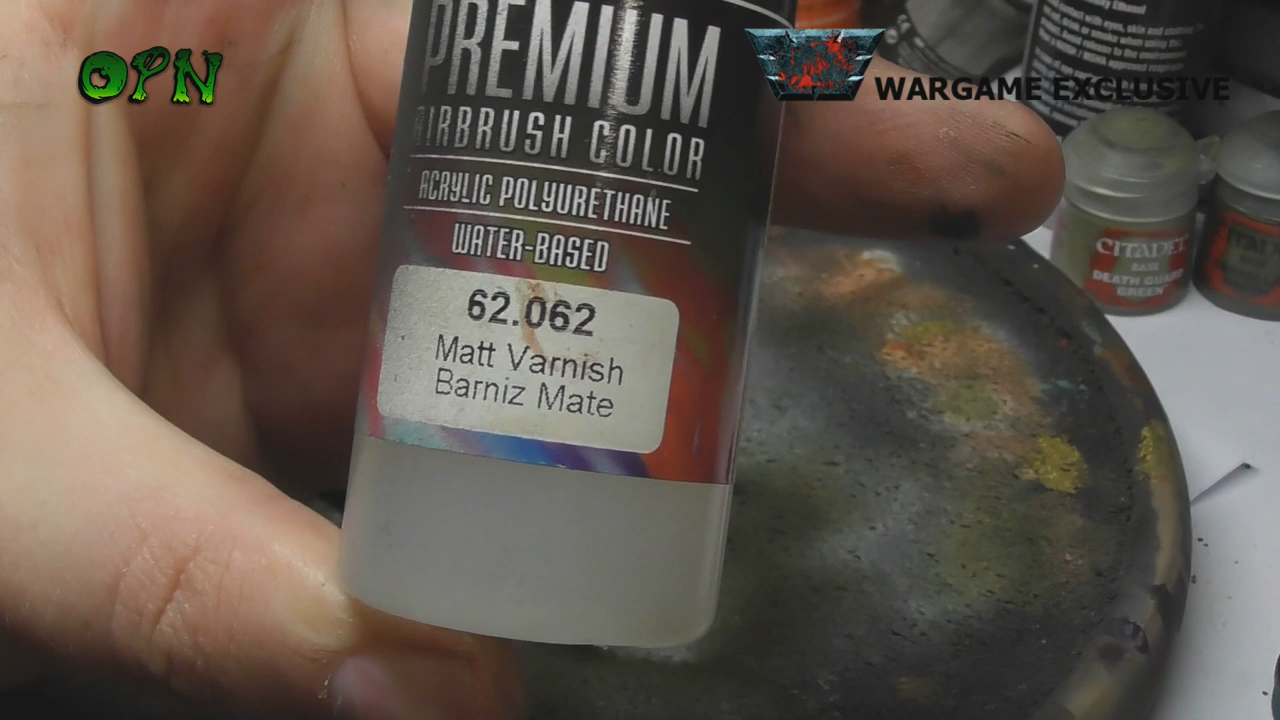 OPN
WARGAME EXCLUSIVE
PREMIUM
AIRBRUSH COLOR
ACRYLIC POLYURETHANE
WATER-BASED
62.062
Matt Varnish
Barniz Mate
CITADEL
BASE
DEATH GUARD
GREEN